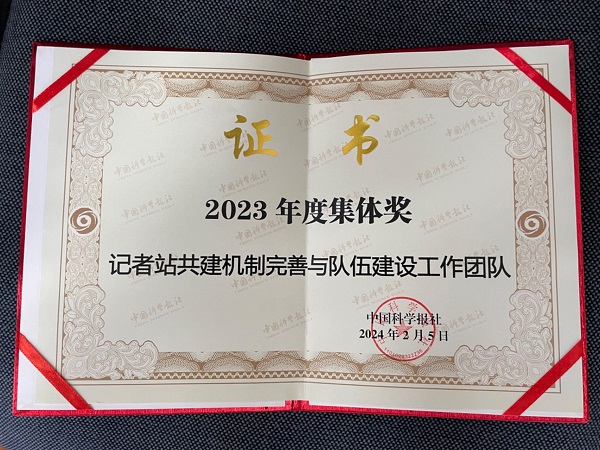 证 书
2023 年度集体奖
记者站共建机制完善与队伍建设工作团队
中国科学报社
2024 年 2 月 5 日